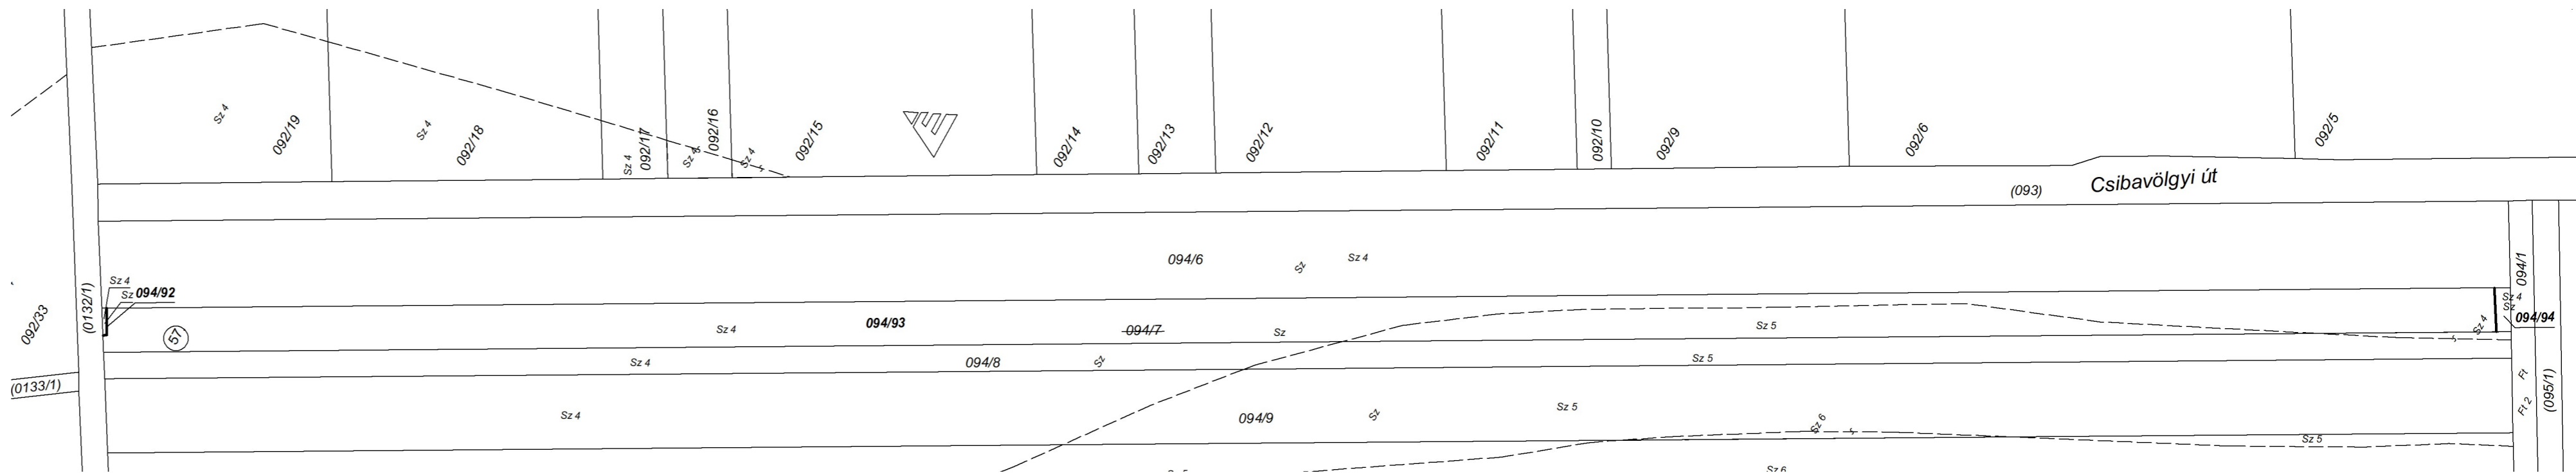 Sz 4
092/19
Sz 4
092/18
Sz 4
092/17
Sz 4
092/16
Sz 4
092/15
092/14
092/13
092/12
092/11
092/10
092/9
092/6
092/5
(093)
Csibavölgyi út
094/6
Sz
Sz 4
092/33
(0132/1)
Sz 4
Sz
094/92
57
Sz 4
094/93
094/7
Sz
Sz 5
Sz 4
094/1
Sz 4
Sz
094/94
(0133/1)
Sz 4
094/8
Sz
Sz 5
Ft
Ft 2
(095/1)
Sz 4
094/9
Sz
Sz 5
Sz 6
Sz 5
Sz 6